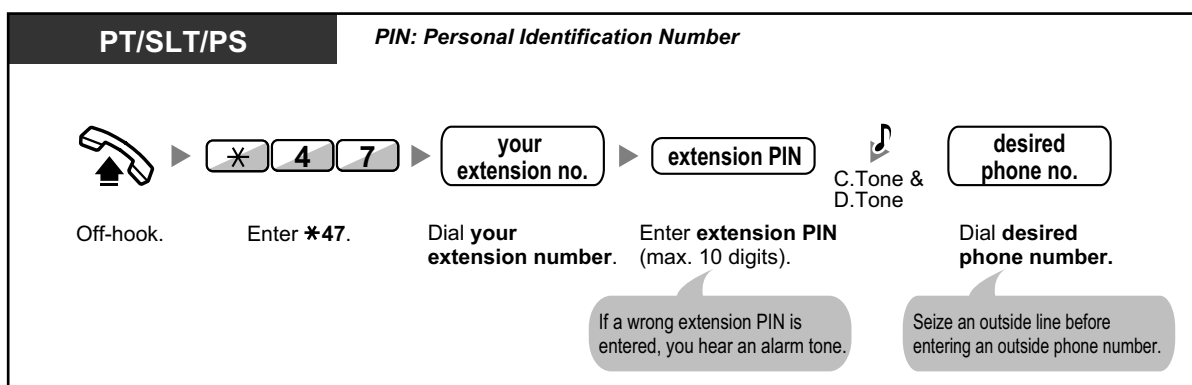 PT/SLT/PS
PIN: Personal Identification Number
* 4 7
your
extension no.
extension PIN
C.Tone &
D.Tone
desired
phone no.
Off-hook.
Enter *47.
Dial your
extension number.
Enter extension PIN
(max. 10 digits).
Dial desired
phone number.
If a wrong extension PIN is
entered, you hear an alarm tone.
Seize an outside line before
entering an outside phone number.